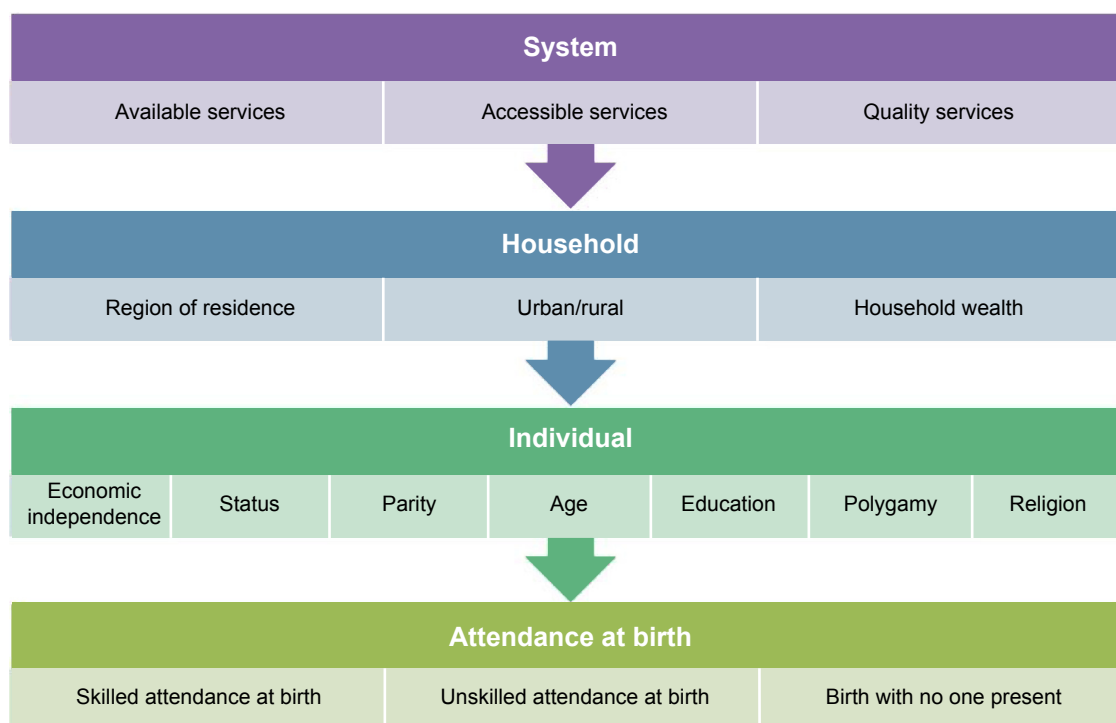 System
Available services
Accessible services
Quality services
Household
Region of residence
Urban/rural
Household wealth
Individual
Economic
independence
Status
Parity
Age
Education
Polygamy
Religion
Attendance at birth
Skilled attendance at birth
Unskilled attendance at birth
Birth with no one present